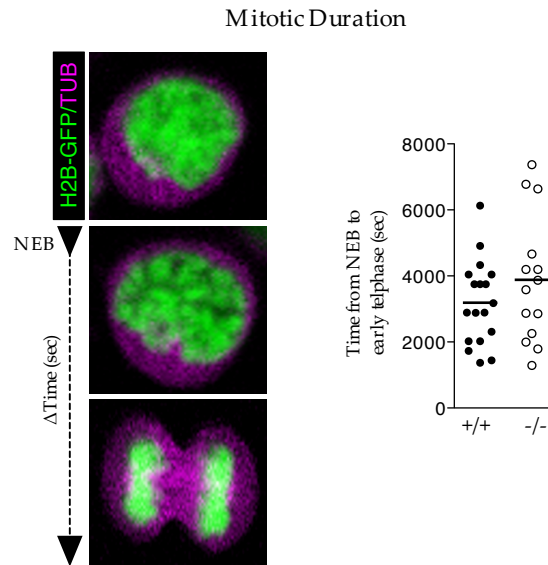 Mitotic Duration
H2B-GFP/TUB
NEB
ΔTime (sec)
Time from NEB to
early telphase (sec)
8000
6000
4000
2000
0
+/+ -/-